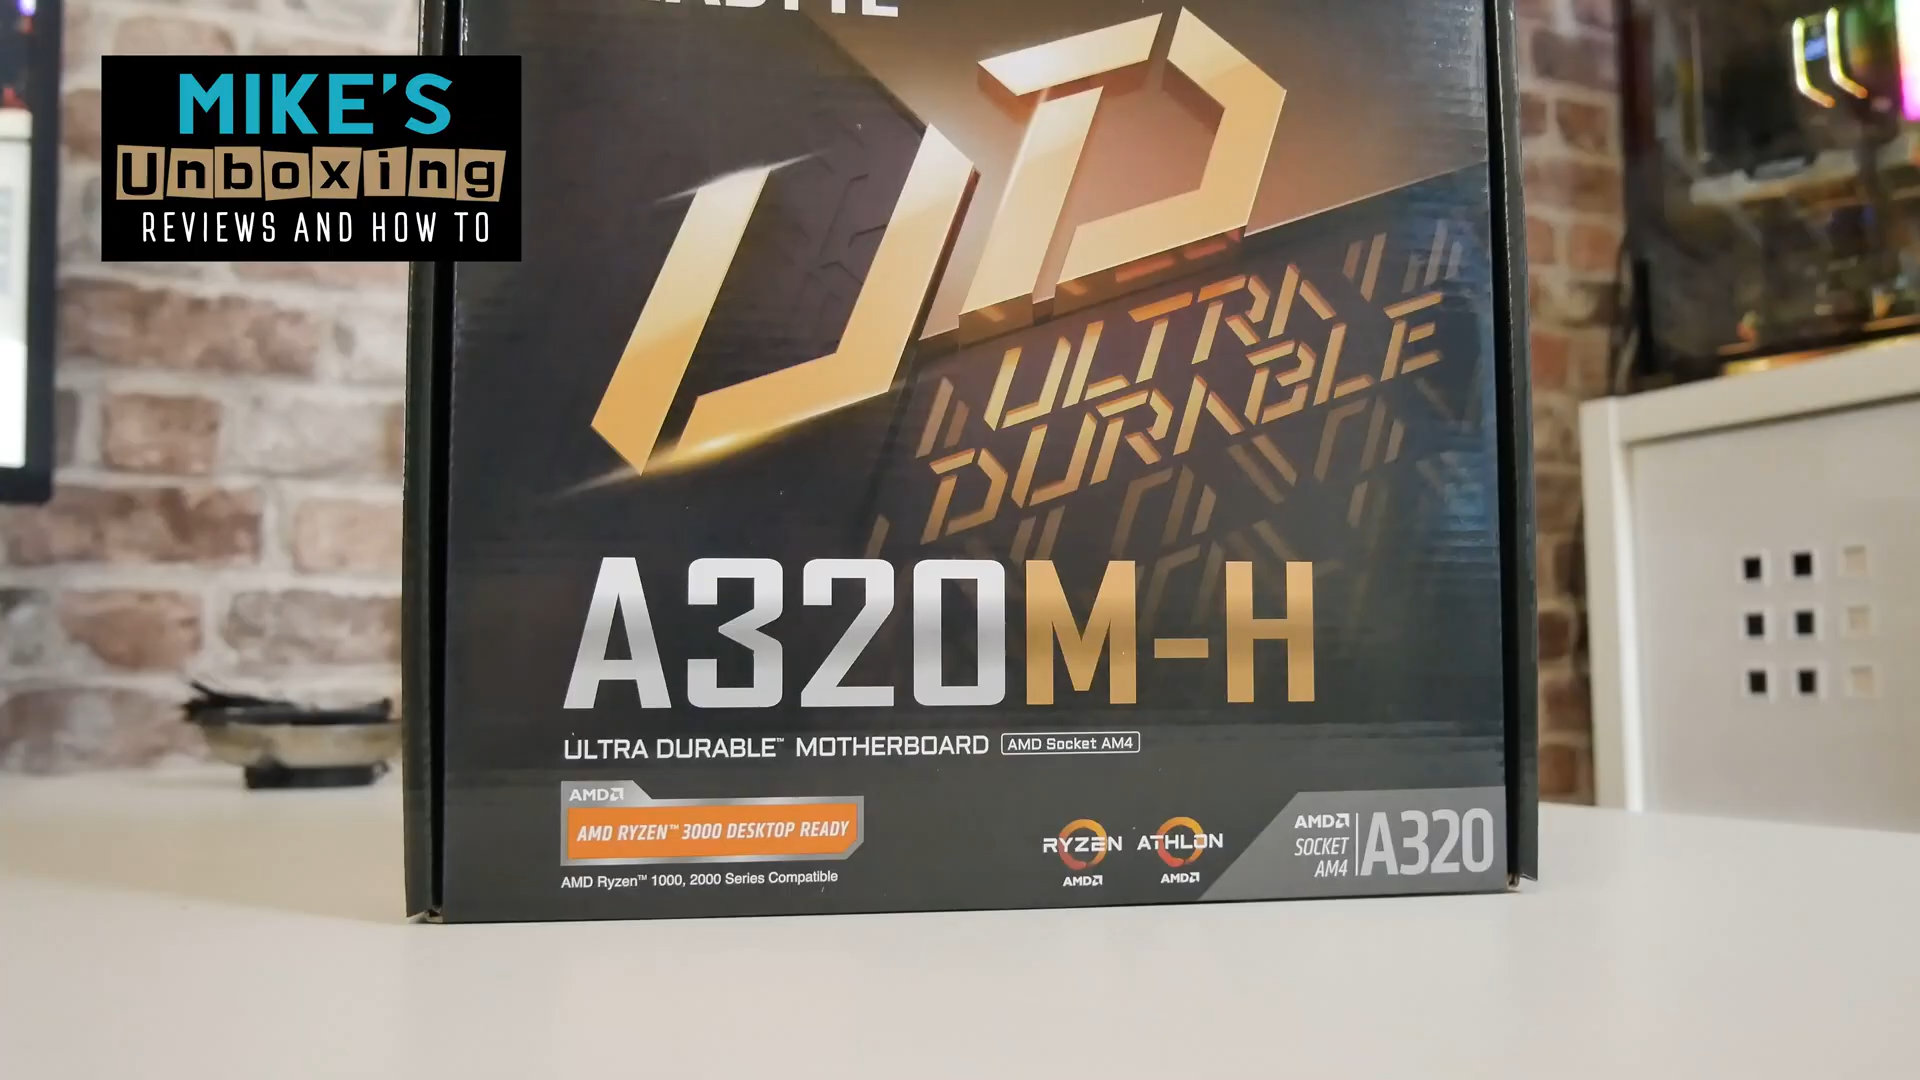 MIKE'S
Unboxing
REVIEWS AND HOW TO
UD
ULTRA
DURABLE
A320M-H
ULTRA DURABLE™ MOTHERBOARD AMD Socket AM4
AMD
AMD RYZEN™ 3000 DESKTOP READY
AMD Ryzen™ 1000, 2000 Series Compatible
RYZEN
AMD
ATHLON
AMD
AMD
SOCKET
AM4
A320